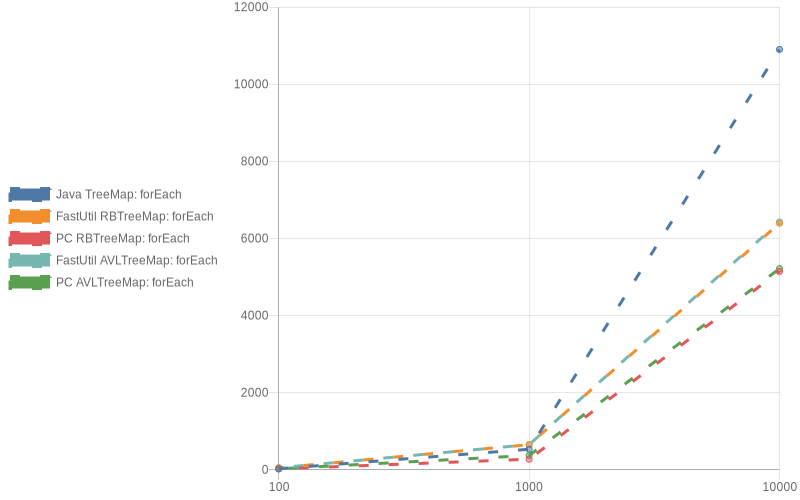 12000
10000
8000
6000
4000
2000
0
100
1000
10000
Java TreeMap: forEach
FastUtil RBTreeMap: forEach
PC RBTreeMap: forEach
FastUtil AVLTreeMap: forEach
PC AVLTreeMap: forEach